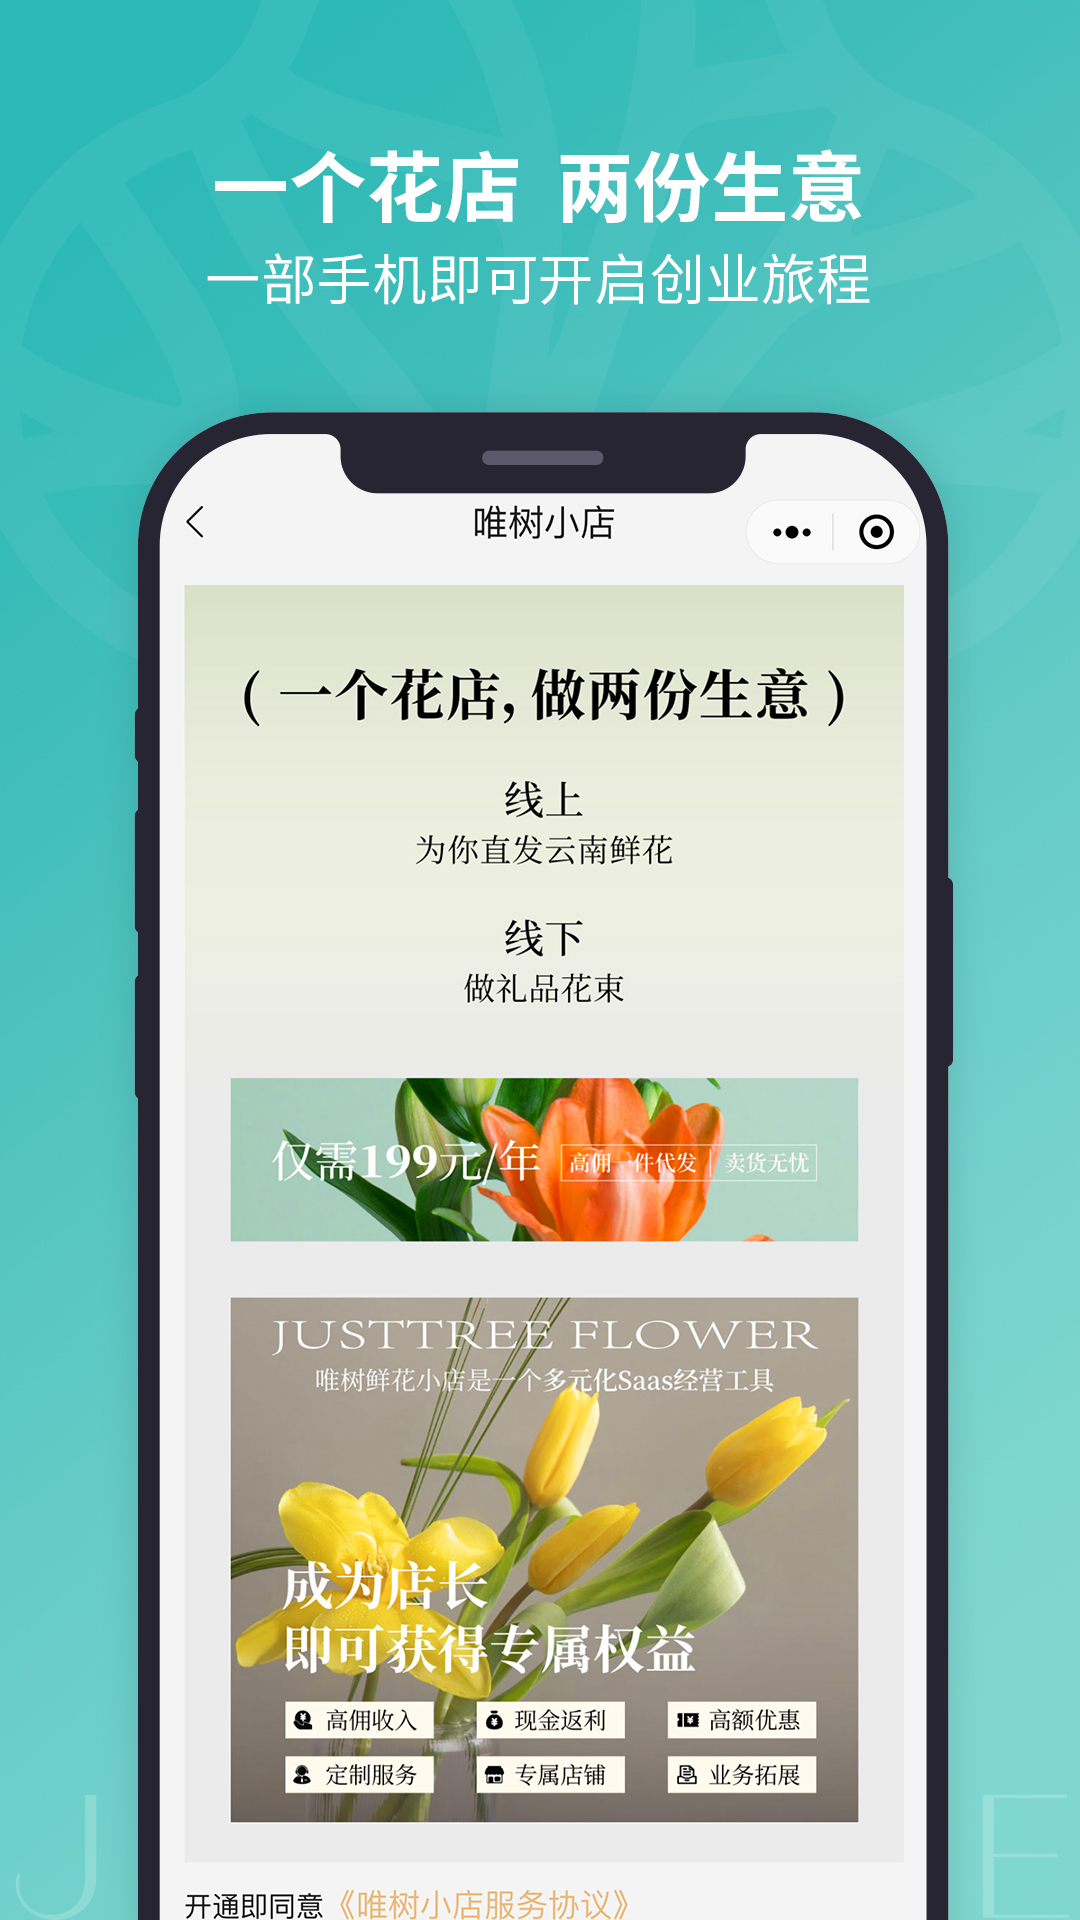 一个花店 两份生意
一部手机即可开启创业旅程
唯树小店
( 一个花店, 做两份生意 )
线上
为你直发云南鲜花
线下
做礼品花束
仅需199元/年 高佣一件代发 | 卖货无忧
JUSTTREE FLOWER
唯树鲜花小店是一个多元化Saas经营工具
成为店长
即可获得专属权益
高佣收入 现金返利 高额优惠
定制服务 专属店铺 业务拓展
J E
开通即同意《唯树小店服务协议》